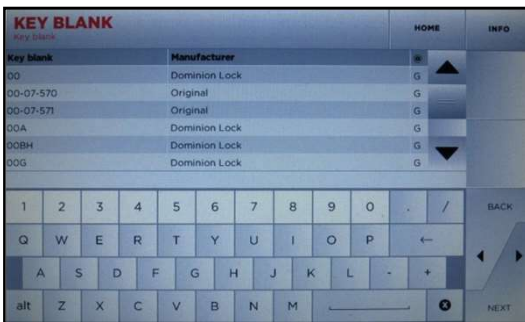 KEY BLANK
Key blank
HOME
INFO
Key blank Manufacturer
00 Dominion Lock G
00-07-570 Original G
00-07-571 Original G
00A Dominion Lock G
00BH Dominion Lock G
00G Dominion Lock G
1 2 3 4 5 6 7 8 9 0 . /
BACK
Q W E R T Y U I O P ←
A S D F G H J K L - +
alt Z X C V B N M
NEXT